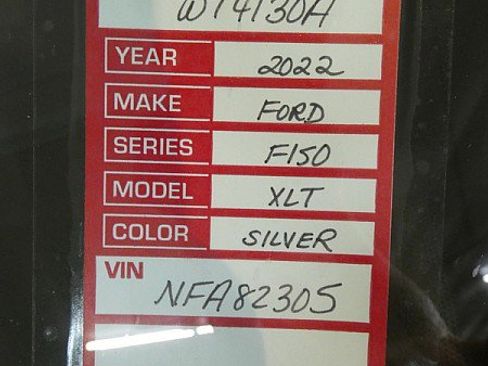 WT4130A
YEAR 2022
MAKE FORD
SERIES F150
MODEL XLT
COLOR SILVER
VIN
NFA82305